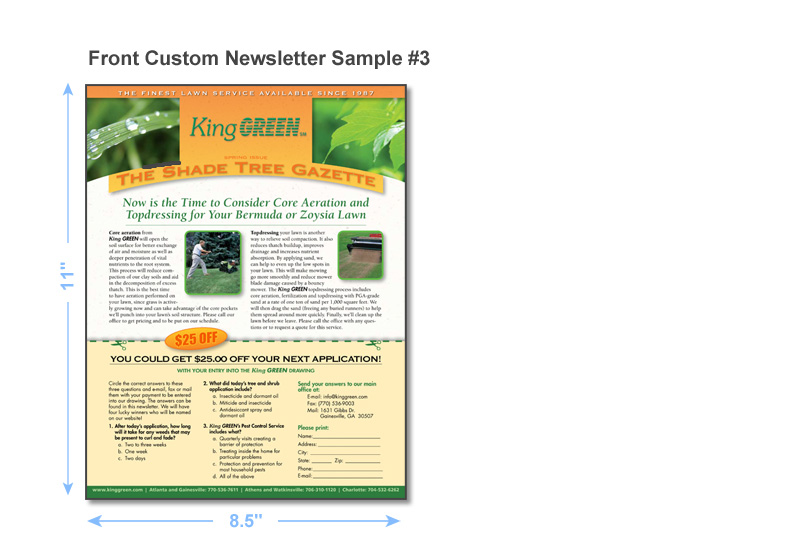 Front Custom Newsletter Sample #3
THE FINEST LAWN SERVICE AVAILABLE SINCE 1987
King GREEN SM
SPRING ISSUE
THE SHADE TREE GAZETTE
Now is the Time to Consider Core Aeration and
Topdressing for Your Bermuda or Zoysia Lawn
Core aeration from
King GREEN will open the
soil surface for better exchange
of air and moisture as well as
deeper penetration of vital
nutrients to the root system.
This process will reduce com-
paction of our clay soils and aid
in the decomposition of excess
thatch. This is the best time
to have aeration performed on
your lawn, since grass is active-
ly growing now and can take advantage of the core pockets
we'll punch into your lawn's soil structure. Please call our
office to get pricing and to be put on our schedule.
Topdressing your lawn is another
way to relieve soil compaction. It also
reduces thatch buildup, improves
drainage and increases nutrient
absorption. By applying sand, we
can help to even up the low spots in
your lawn. This will make mowing
go more smoothly and reduce mower
blade damage caused by a bouncy
mower. The King GREEN topdressing process includes
core aeration, fertilization and topdressing with PGA-grade
sand at a rate of one ton of sand per 1,000 square feet. We
will then drag the sand (freeing any buried runners) to help
them spread around more quickly. Finally, we'll clean up the
lawn before we leave. Please call the office with any ques-
tions or to request a quote for this service.
$25 OFF
YOU COULD GET $25.00 OFF YOUR NEXT APPLICATION!
WITH YOUR ENTRY INTO THE King GREEN DRAWING
Circle the correct answers to these
three questions and e-mail, fax or mail
them with your payment to be entered
into our drawing. The answers can be
found in this newsletter. We will have
four lucky winners who will be named
on our website!
1. After today's application, how long
will it take for any weeds that may
be present to curl and fade?
a. Two to three weeks
b. One week
c. Two days
2. What did today's tree and shrub
application include?
a. Insecticide and dormant oil
b. Miticide and insecticide
c. Antidesiccant spray and
dormant oil
3. King GREEN's Pest Control Service
includes what?
a. Quarterly visits creating a
barrier of protection
b. Treating inside the home for
particular problems
c. Protection and prevention for
most household pests
d. All of the above
Send your answers to our main
office at:
E-mail: info@kinggreen.com
Fax: (770) 536-9003
Mail: 1631 Gibbs Dr.
Gainesville, GA 30507
Please print:
Name:
Address:
City:
State: Zip:
Phone:
E-mail:
www.kinggreen.com | Atlanta and Gainesville: 770-536-7611 | Athens and Watkinsville: 706-210-1120 | Charlotte: 704-532-6262
11"
8.5"